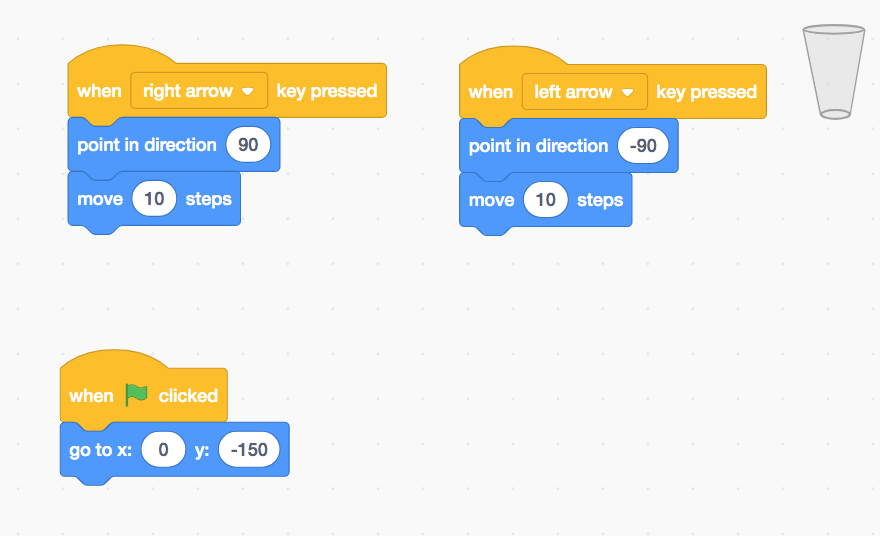 when right arrow key pressed
point in direction 90
move 10 steps
when left arrow key pressed
point in direction -90
move 10 steps
when clicked
go to x: 0 y: -150